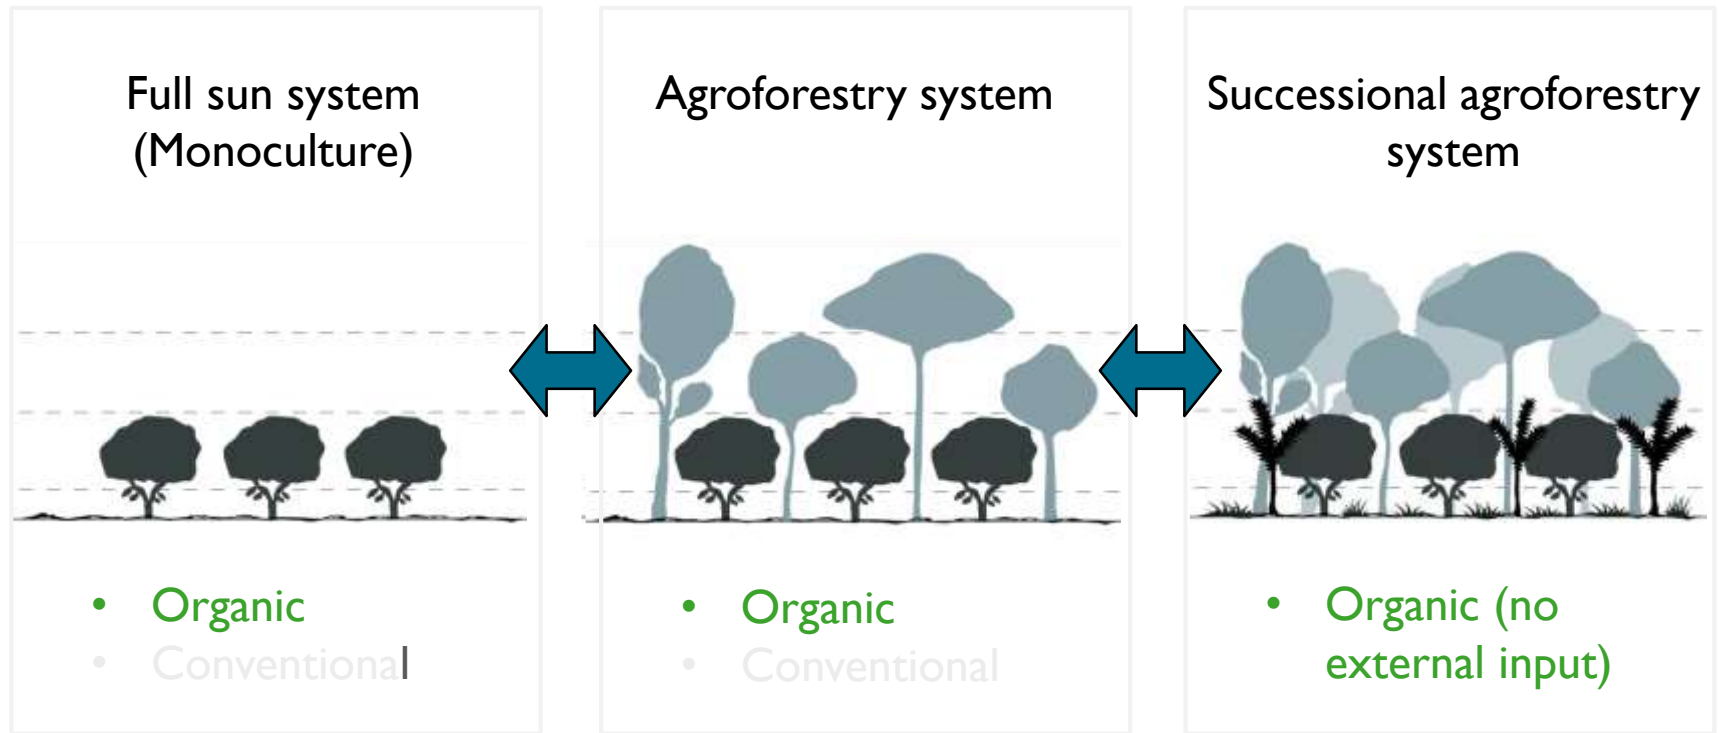 Full sun system
(Monoculture)
• Organic
• Conventional
Agroforestry system
• Organic
• Conventional
Successional agroforestry
system
• Organic (no
external input)